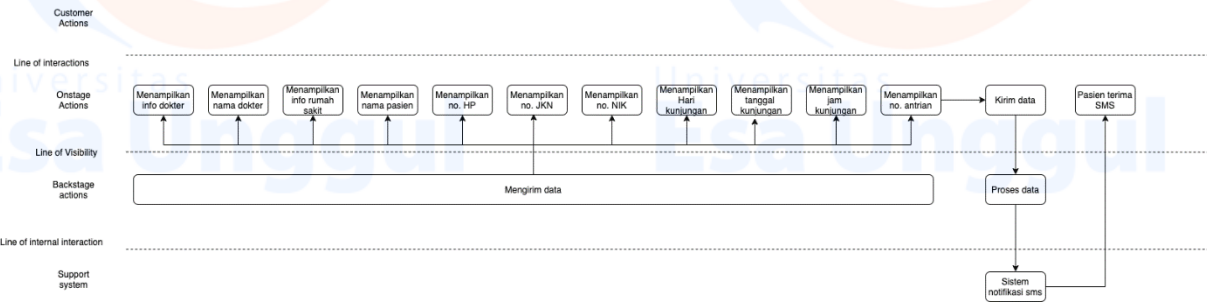 Customer
Actions
Line of interactions
Universitas
Universitas
Onstage
Actions
Menampilkan
info dokter
Menampilkan
nama dokter
Menampilkan
info rumah
sakit
Menampilkan
nama pasien
Menampilkan
no. HP
Menampilkan
no. JKN
Menampilkan
no. NIK
Menampilkan
Hari
kunjungan
Menampilkan
tanggal
kunjungan
Menampilkan
jam
kunjungan
Menampilkan
no. antrian
Kirim data
Pasien terima
SMS
Esa Unggul
Esa Unggul
Line of Visibility
Backstage
actions
Mengirim data
Proses data
Line of internal interaction
Support
system
Sistem
notifikasi sms